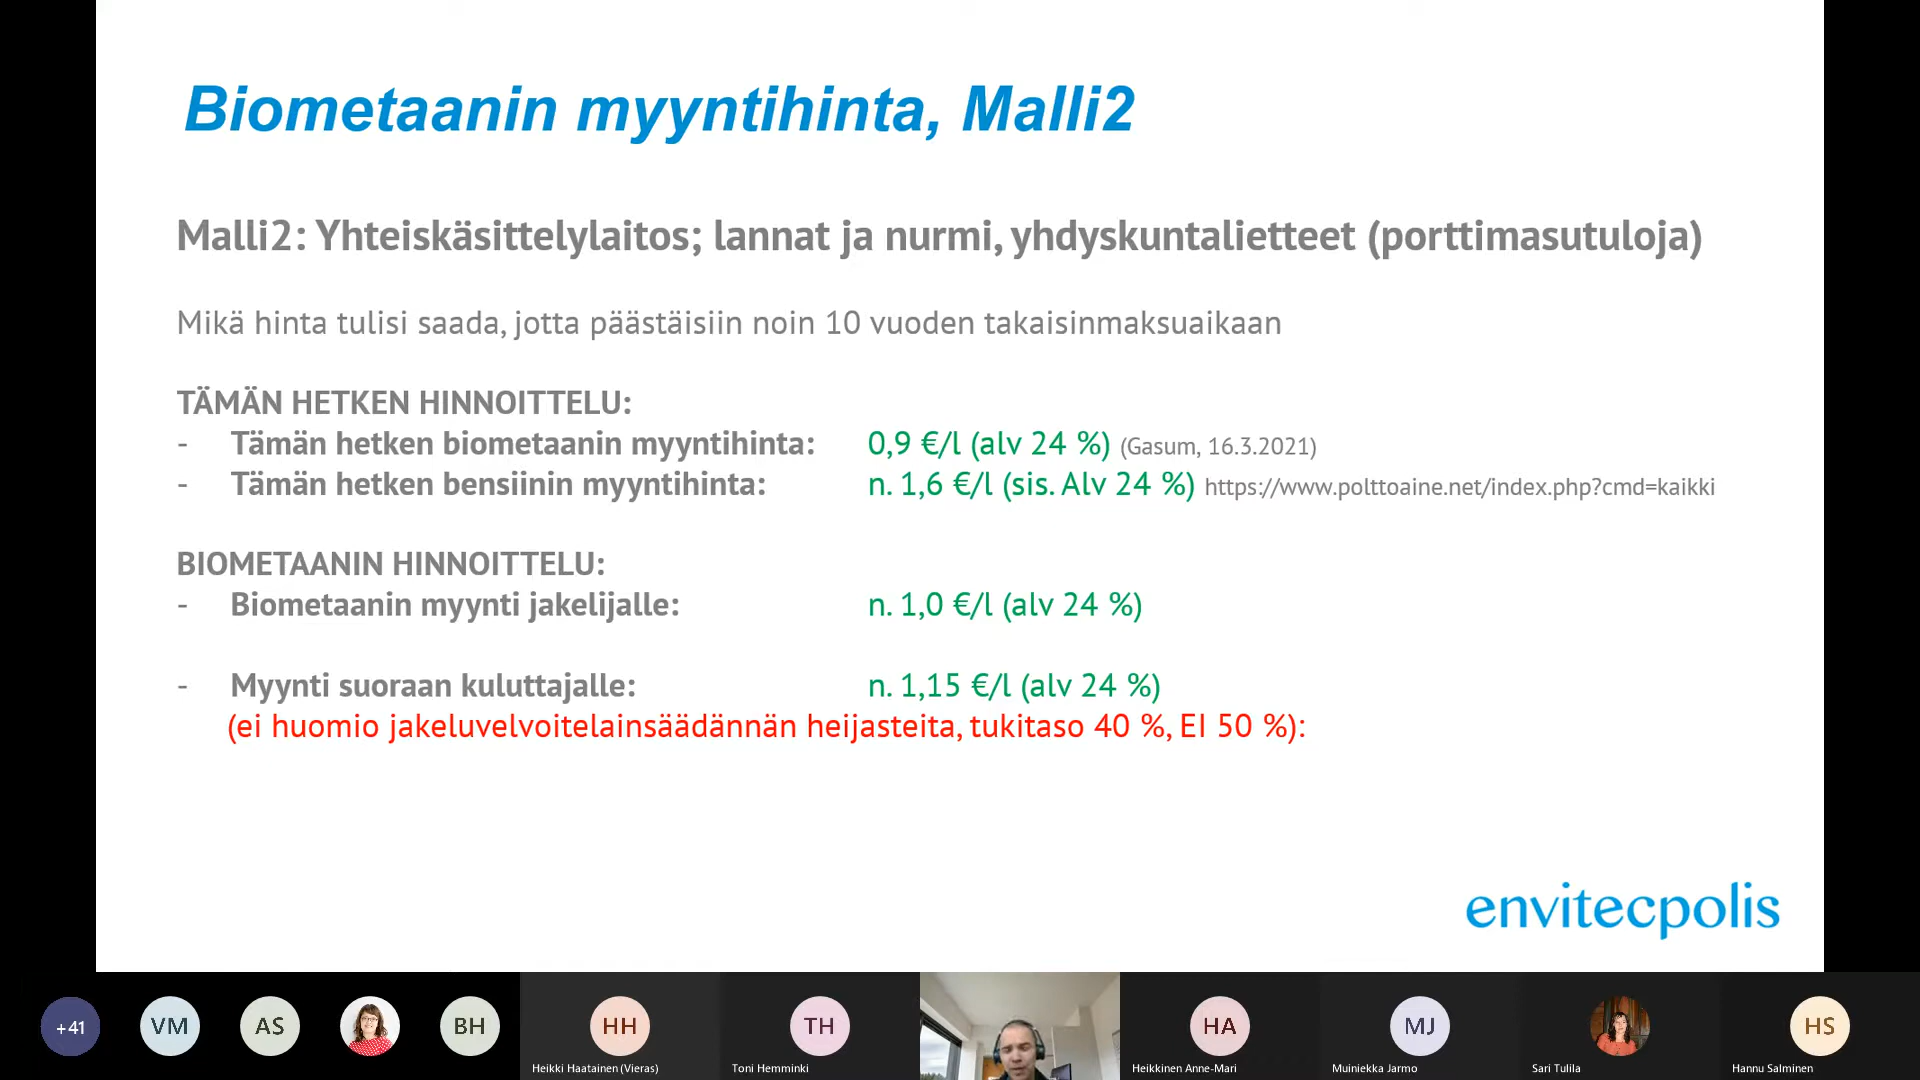 Biometaanin myyntihinta, Malli2
Malli2: Yhteiskäsittelylaitos; lannat ja nurmi, yhdyskuntalietteet (porttimasutuloja)
Mikä hinta tulisi saada, jotta päästäisiin noin 10 vuoden takaisinmaksuaikaan
TÄMÄN HETKEN HINNOITTELU:
- Tämän hetken biometaanin myyntihinta: 0,9 €/l (alv 24 %) (Gasum, 16.3.2021)
- Tämän hetken bensiinin myyntihinta: n. 1,6 €/l (sis. Alv 24 %) https://www.polttoaine.net/index.php?cmd=kaikki
BIOMETAANIN HINNOITTELU:
- Biometaanin myynti jakelijalle: n. 1,0 €/l (alv 24 %)
- Myynti suoraan kuluttajalle: n. 1,15 €/l (alv 24 %)
(ei huomio jakeluvelvoitelainsäädännän heijasteita, tukitaso 40 %, EI 50 %):
envitecpolis
+41 VM AS BH HH TH HA MJ HS
Heikki Haatainen (Vieras) Toni Hemminki Heikkinen Anne-Mari Muiniekka Jarmo Sari Tulila Hannu Salminen